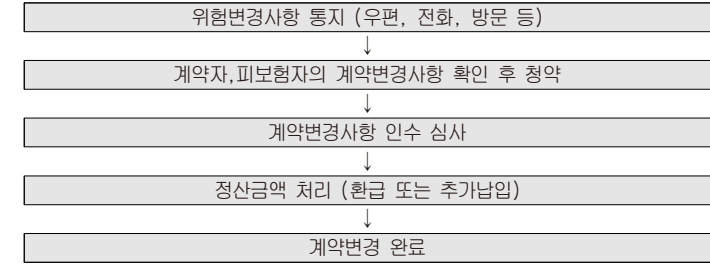 위험변경사항 통지 (우편, 전화, 방문 등)
↓
계약자,피보험자의 계약변경사항 확인 후 청약
↓
계약변경사항 인수 심사
↓
정산금액 처리 (환급 또는 추가납입)
↓
계약변경 완료